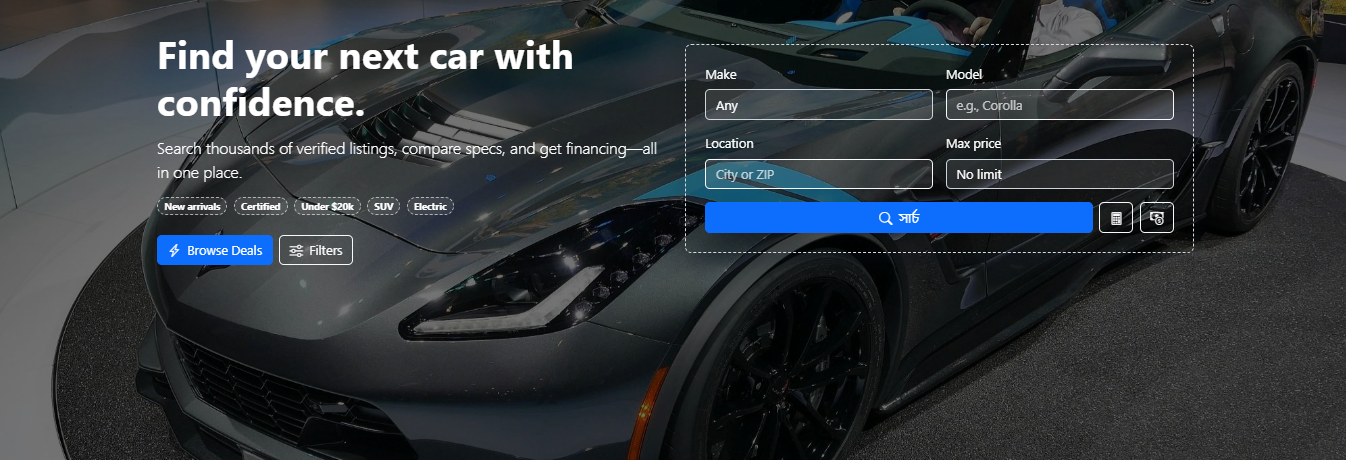 Find your next car with
confidence.
Search thousands of verified listings, compare specs, and get financing—all
in one place.
New arrivals Certified Under $20k SUV Electric
Browse Deals Filters
Make Model
Any e.g., Corolla
Location Max price
City or ZIP No limit
সার্চ